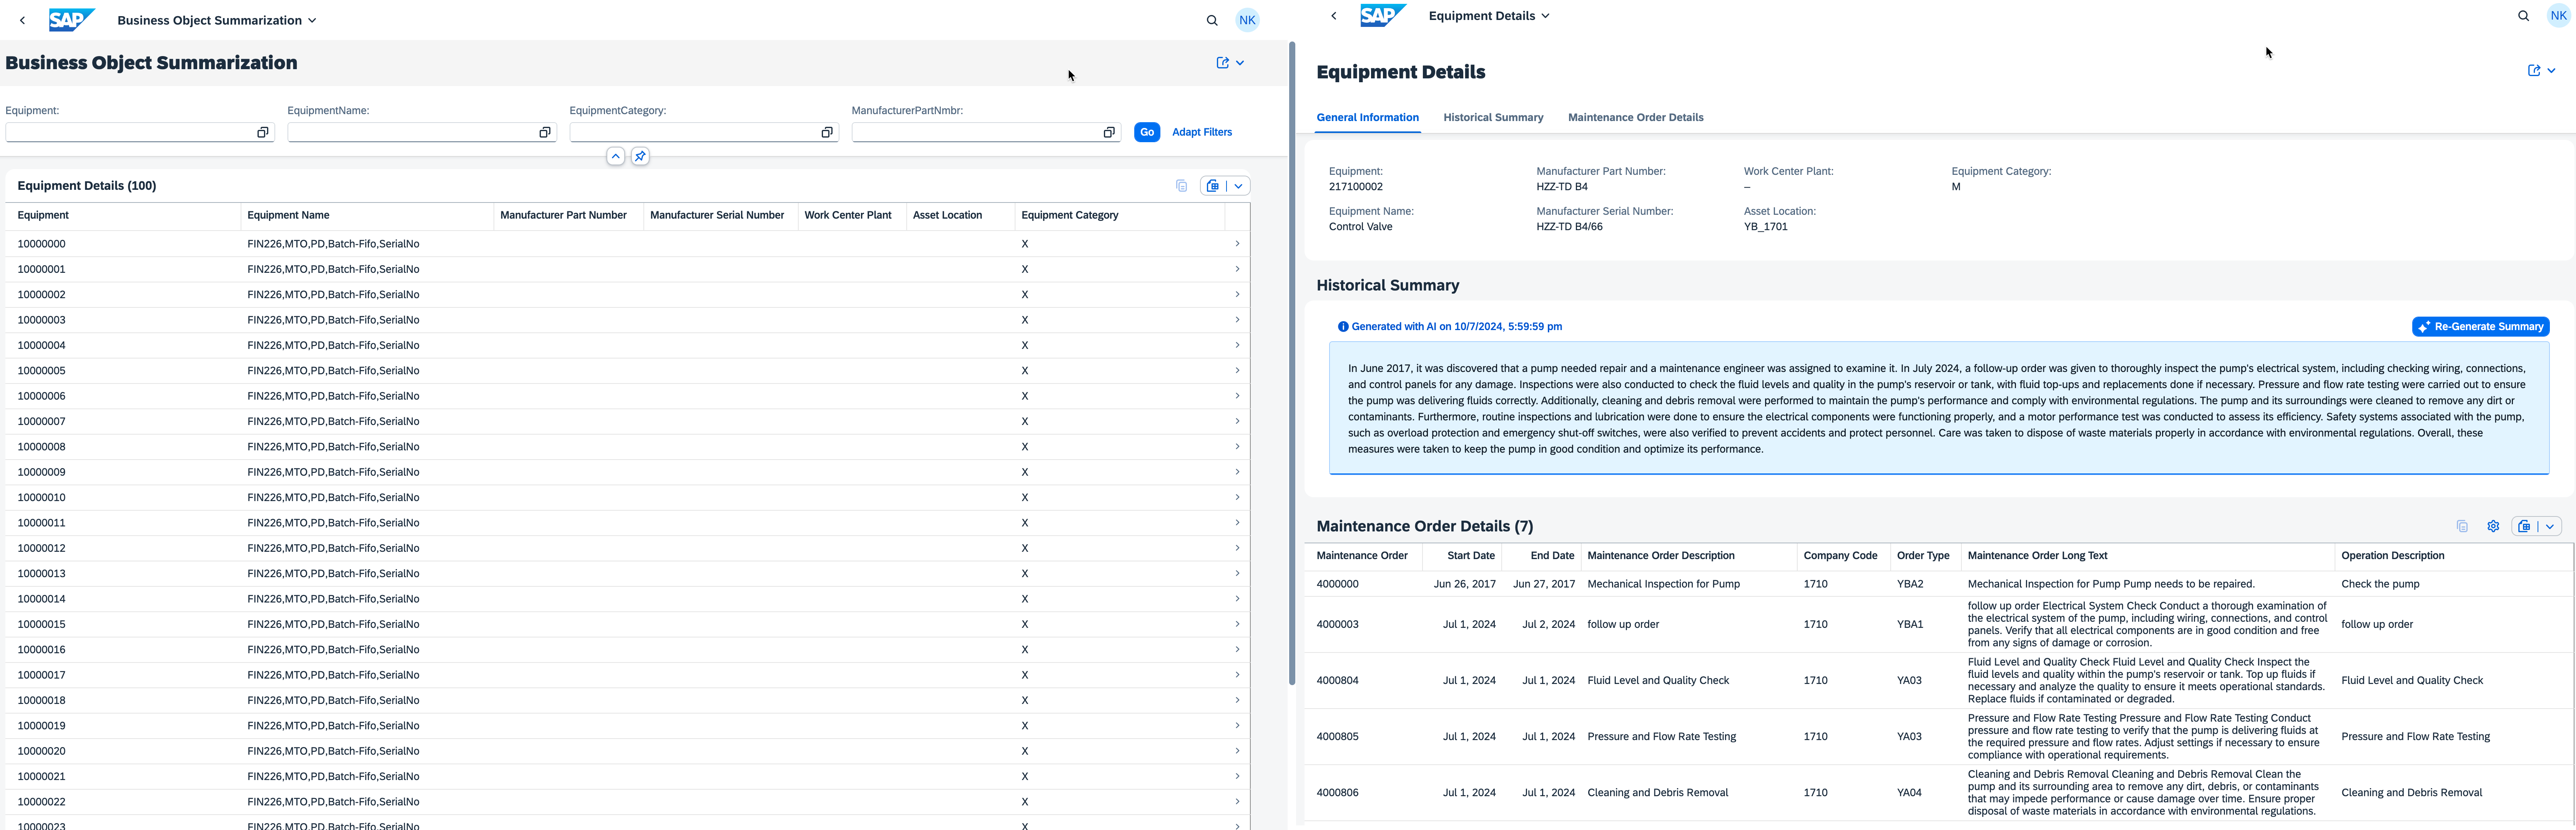 SAP Business Object Summarization
NK
Business Object Summarization
Equipment: EquipmentName: EquipmentCategory: ManufacturerPartNmbr:
Go Adapt Filters
Equipment Details (100)
Equipment Equipment Name Manufacturer Part Number Manufacturer Serial Number Work Center Plant Asset Location Equipment Category
10000000 FIN226,MTO,PD,Batch-Fifo,SerialNo X
10000001 FIN226,MTO,PD,Batch-Fifo,SerialNo X
10000002 FIN226,MTO,PD,Batch-Fifo,SerialNo X
10000003 FIN226,MTO,PD,Batch-Fifo,SerialNo X
10000004 FIN226,MTO,PD,Batch-Fifo,SerialNo X
10000005 FIN226,MTO,PD,Batch-Fifo,SerialNo X
10000006 FIN226,MTO,PD,Batch-Fifo,SerialNo X
10000007 FIN226,MTO,PD,Batch-Fifo,SerialNo X
10000008 FIN226,MTO,PD,Batch-Fifo,SerialNo X
10000009 FIN226,MTO,PD,Batch-Fifo,SerialNo X
10000010 FIN226,MTO,PD,Batch-Fifo,SerialNo X
10000011 FIN226,MTO,PD,Batch-Fifo,SerialNo X
10000012 FIN226,MTO,PD,Batch-Fifo,SerialNo X
10000013 FIN226,MTO,PD,Batch-Fifo,SerialNo X
10000014 FIN226,MTO,PD,Batch-Fifo,SerialNo X
10000015 FIN226,MTO,PD,Batch-Fifo,SerialNo X
10000016 FIN226,MTO,PD,Batch-Fifo,SerialNo X
10000017 FIN226,MTO,PD,Batch-Fifo,SerialNo X
10000018 FIN226,MTO,PD,Batch-Fifo,SerialNo X
10000019 FIN226,MTO,PD,Batch-Fifo,SerialNo X
10000020 FIN226,MTO,PD,Batch-Fifo,SerialNo X
10000021 FIN226,MTO,PD,Batch-Fifo,SerialNo X
10000022 FIN226,MTO,PD,Batch-Fifo,SerialNo X
10000023 FIN226,MTO,PD,Batch-Fifo,SerialNo X
SAP Equipment Details
NK
Equipment Details
General Information Historical Summary Maintenance Order Details
Equipment: Manufacturer Part Number: Work Center Plant: Equipment Category:
217100002 HZZ-TD B4 – M
Equipment Name: Manufacturer Serial Number: Asset Location:
Control Valve HZZ-TD B4/66 YB_1701
Historical Summary
Generated with AI on 10/7/2024, 5:59:59 pm
Re-Generate Summary
In June 2017, it was discovered that a pump needed repair and a maintenance engineer was assigned to examine it. In July 2024, a follow-up order was given to thoroughly inspect the pump's electrical system, including checking wiring, connections,
and control panels for any damage. Inspections were also conducted to check the fluid levels and quality in the pump's reservoir or tank, with fluid top-ups and replacements done if necessary. Pressure and flow rate testing were carried out to ensure
the pump was delivering fluids correctly. Additionally, cleaning and debris removal were performed to maintain the pump's performance and comply with environmental regulations. The pump and its surroundings were cleaned to remove any dirt or
contaminants. Furthermore, routine inspections and lubrication were done to ensure the electrical components were functioning properly, and a motor performance test was conducted to assess its efficiency. Safety systems associated with the pump,
such as overload protection and emergency shut-off switches, were also verified to prevent accidents and protect personnel. Care was taken to dispose of waste materials properly in accordance with environmental regulations. Overall, these
measures were taken to keep the pump in good condition and optimize its performance.
Maintenance Order Details (7)
Maintenance Order Start Date End Date Maintenance Order Description Company Code Order Type Maintenance Order Long Text Operation Description
4000000 Jun 26, 2017 Jun 27, 2017 Mechanical Inspection for Pump 1710 YBA2 Mechanical Inspection for Pump Pump needs to be repaired. Check the pump
follow up order Electrical System Check Conduct a thorough examination of
the electrical system of the pump, including wiring, connections, and control
4000003 Jul 1, 2024 Jul 2, 2024 follow up order 1710 YBA1 follow up order
panels. Verify that all electrical components are in good condition and free
from any signs of damage or corrosion.
Fluid Level and Quality Check Fluid Level and Quality Check Inspect the
fluid levels and quality within the pump's reservoir or tank. Top up fluids if
4000804 Jul 1, 2024 Jul 1, 2024 Fluid Level and Quality Check 1710 YA03 Fluid Level and Quality Check
necessary and analyze the quality to ensure it meets operational standards.
Replace fluids if contaminated or degraded.
Pressure and Flow Rate Testing Pressure and Flow Rate Testing Conduct
pressure and flow rate testing to verify that the pump is delivering fluids at
4000805 Jul 1, 2024 Jul 1, 2024 Pressure and Flow Rate Testing 1710 YA03 Pressure and Flow Rate Testing
the required pressure and flow rates. Adjust settings if necessary to ensure
compliance with operational requirements.
Cleaning and Debris Removal Cleaning and Debris Removal Clean the
pump and its surrounding area to remove any dirt, debris, or contaminants
4000806 Jul 1, 2024 Jul 1, 2024 Cleaning and Debris Removal 1710 YA04 Cleaning and Debris Removal
that may impede performance or cause damage over time. Ensure proper
disposal of waste materials in accordance with environmental regulations.